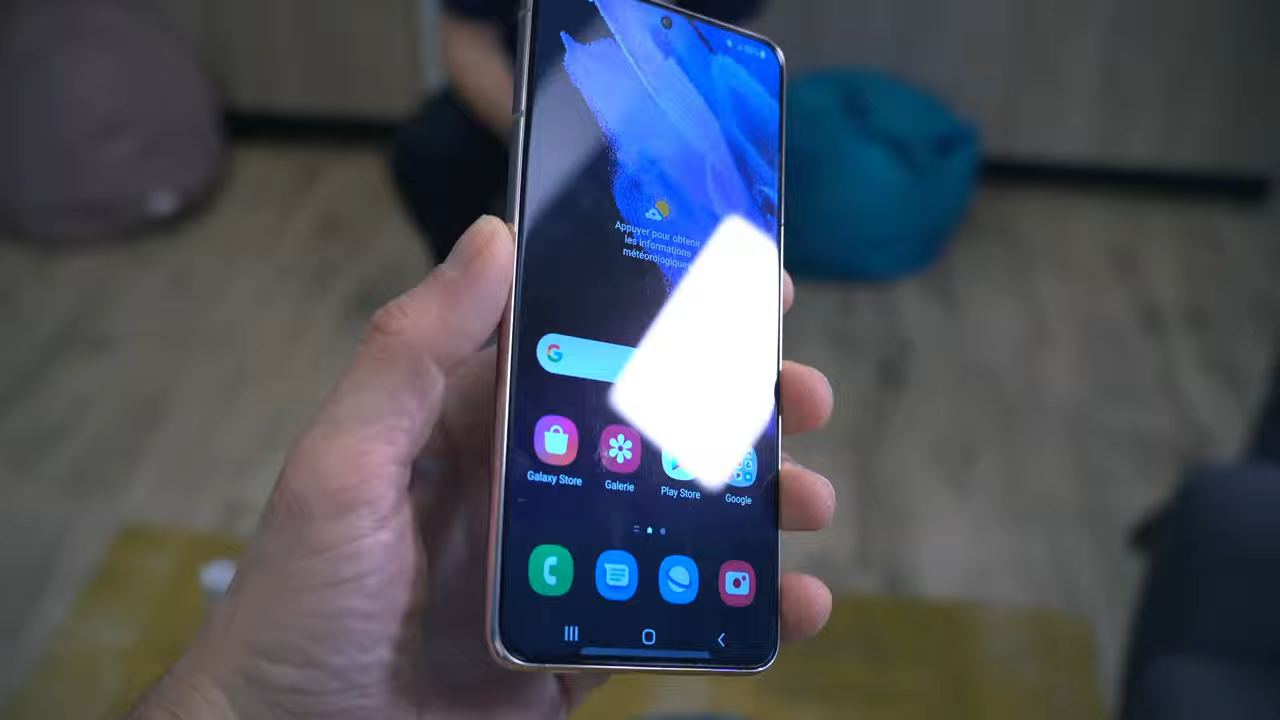 Appuyer pour obtenir
les informations
météorologiques
G
Galaxy Store
Galerie
Play Store
Google